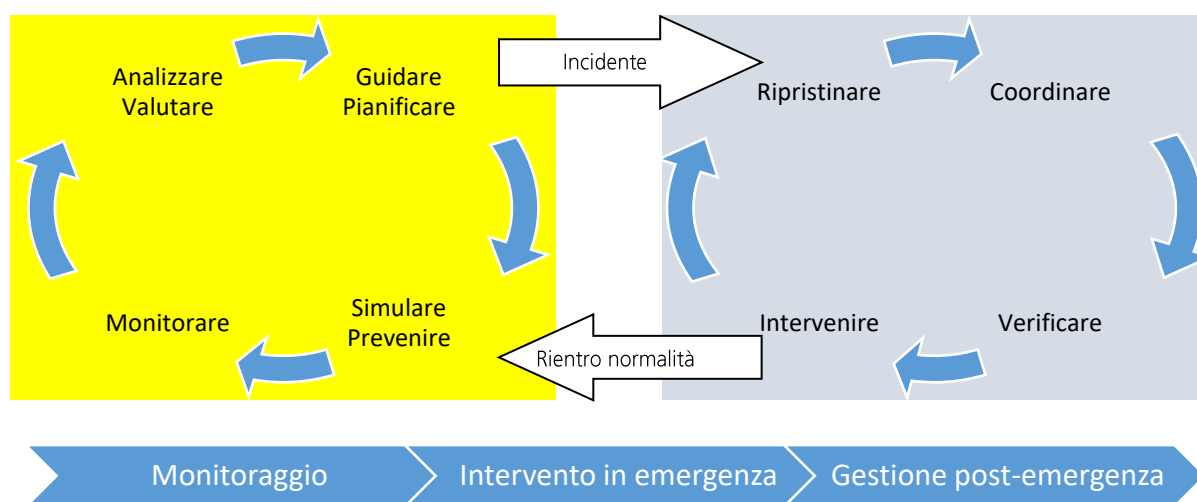 Analizzare
Valutare
Guidare
Pianificare
Incidente
Ripristinare
Coordinare
Monitorare
Simulare
Prevenire
Rientro normalità
Intervenire
Verificare
Monitoraggio
Intervento in emergenza
Gestione post-emergenza